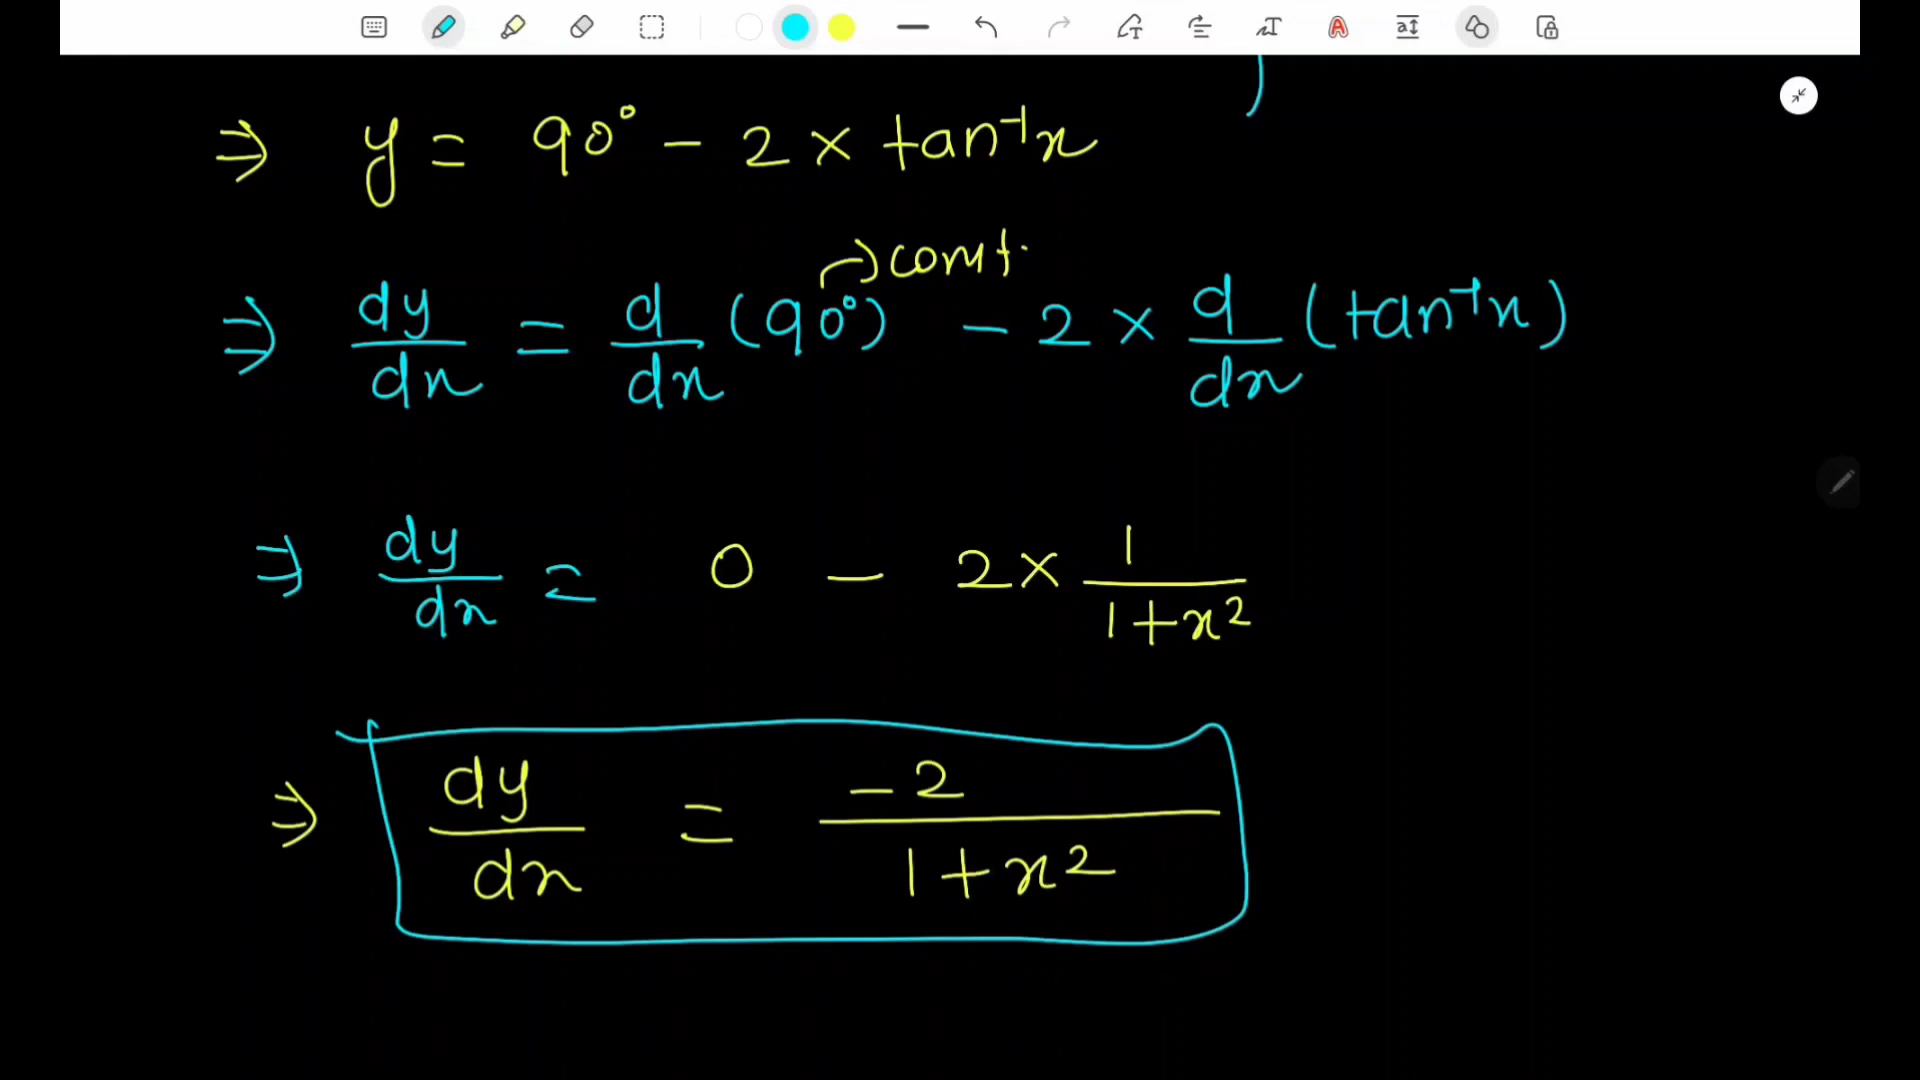 ⇒ y = 90° - 2 × tan⁻¹x
→ const.
⇒ dy/dx = d/dx (90°) - 2 × d/dx (tan⁻¹x)
⇒ dy/dx = 0 - 2 × 1/1+x²
⇒ dy/dx = -2/1+x²